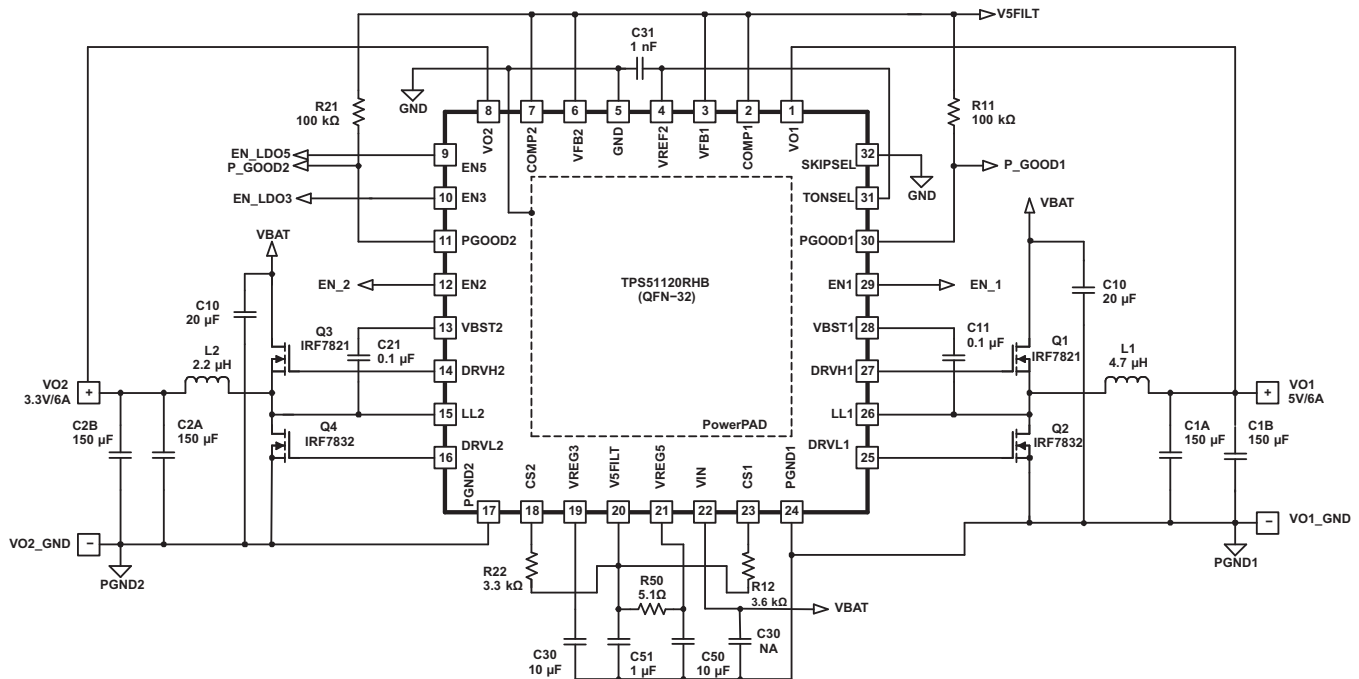 V5FILT
C31
1 nF
GND
R21
100 kΩ
R11
100 kΩ
8
7
6
5
4
3
2
1
VO2
COMP2
VFB2
GND
VREF2
VFB1
COMP1
VO1
EN_LDO5
P_GOOD2
9
EN5
32
SKIPSEL
GND
P_GOOD1
EN_LDO3
10
EN3
TONSEL
31
VBAT
11
PGOOD2
PGOOD1
30
VBAT
TPS51120RHB
(QFN−32)
EN_2
12
EN2
EN1
29
EN_1
C10
20 µF
C10
20 µF
13
VBST2
VBST1
28
Q3
IRF7821
C21
0.1 µF
C11
0.1 µF
Q1
IRF7821
L2
2.2 µH
L1
4.7 µH
14
DRVH2
DRVH1
27
VO2
3.3V/6A
+
+
VO1
5V/6A
15
LL2
LL1
26
C2B
150 µF
C2A
150 µF
Q4
IRF7832
PowerPAD
Q2
IRF7832
C1A
150 µF
C1B
150 µF
16
DRVL2
DRVL1
25
PGND2
CS2
VREG3
V5FILT
VREG5
VIN
CS1
PGND1
17
18
19
20
21
22
23
24
VO2_GND
−
PGND2
−
VO1_GND
PGND1
R22
3.3 kΩ
R50
5.1Ω
R12
3.6 kΩ
VBAT
C30
10 µF
C51
1 µF
C50
10 µF
C30
NA